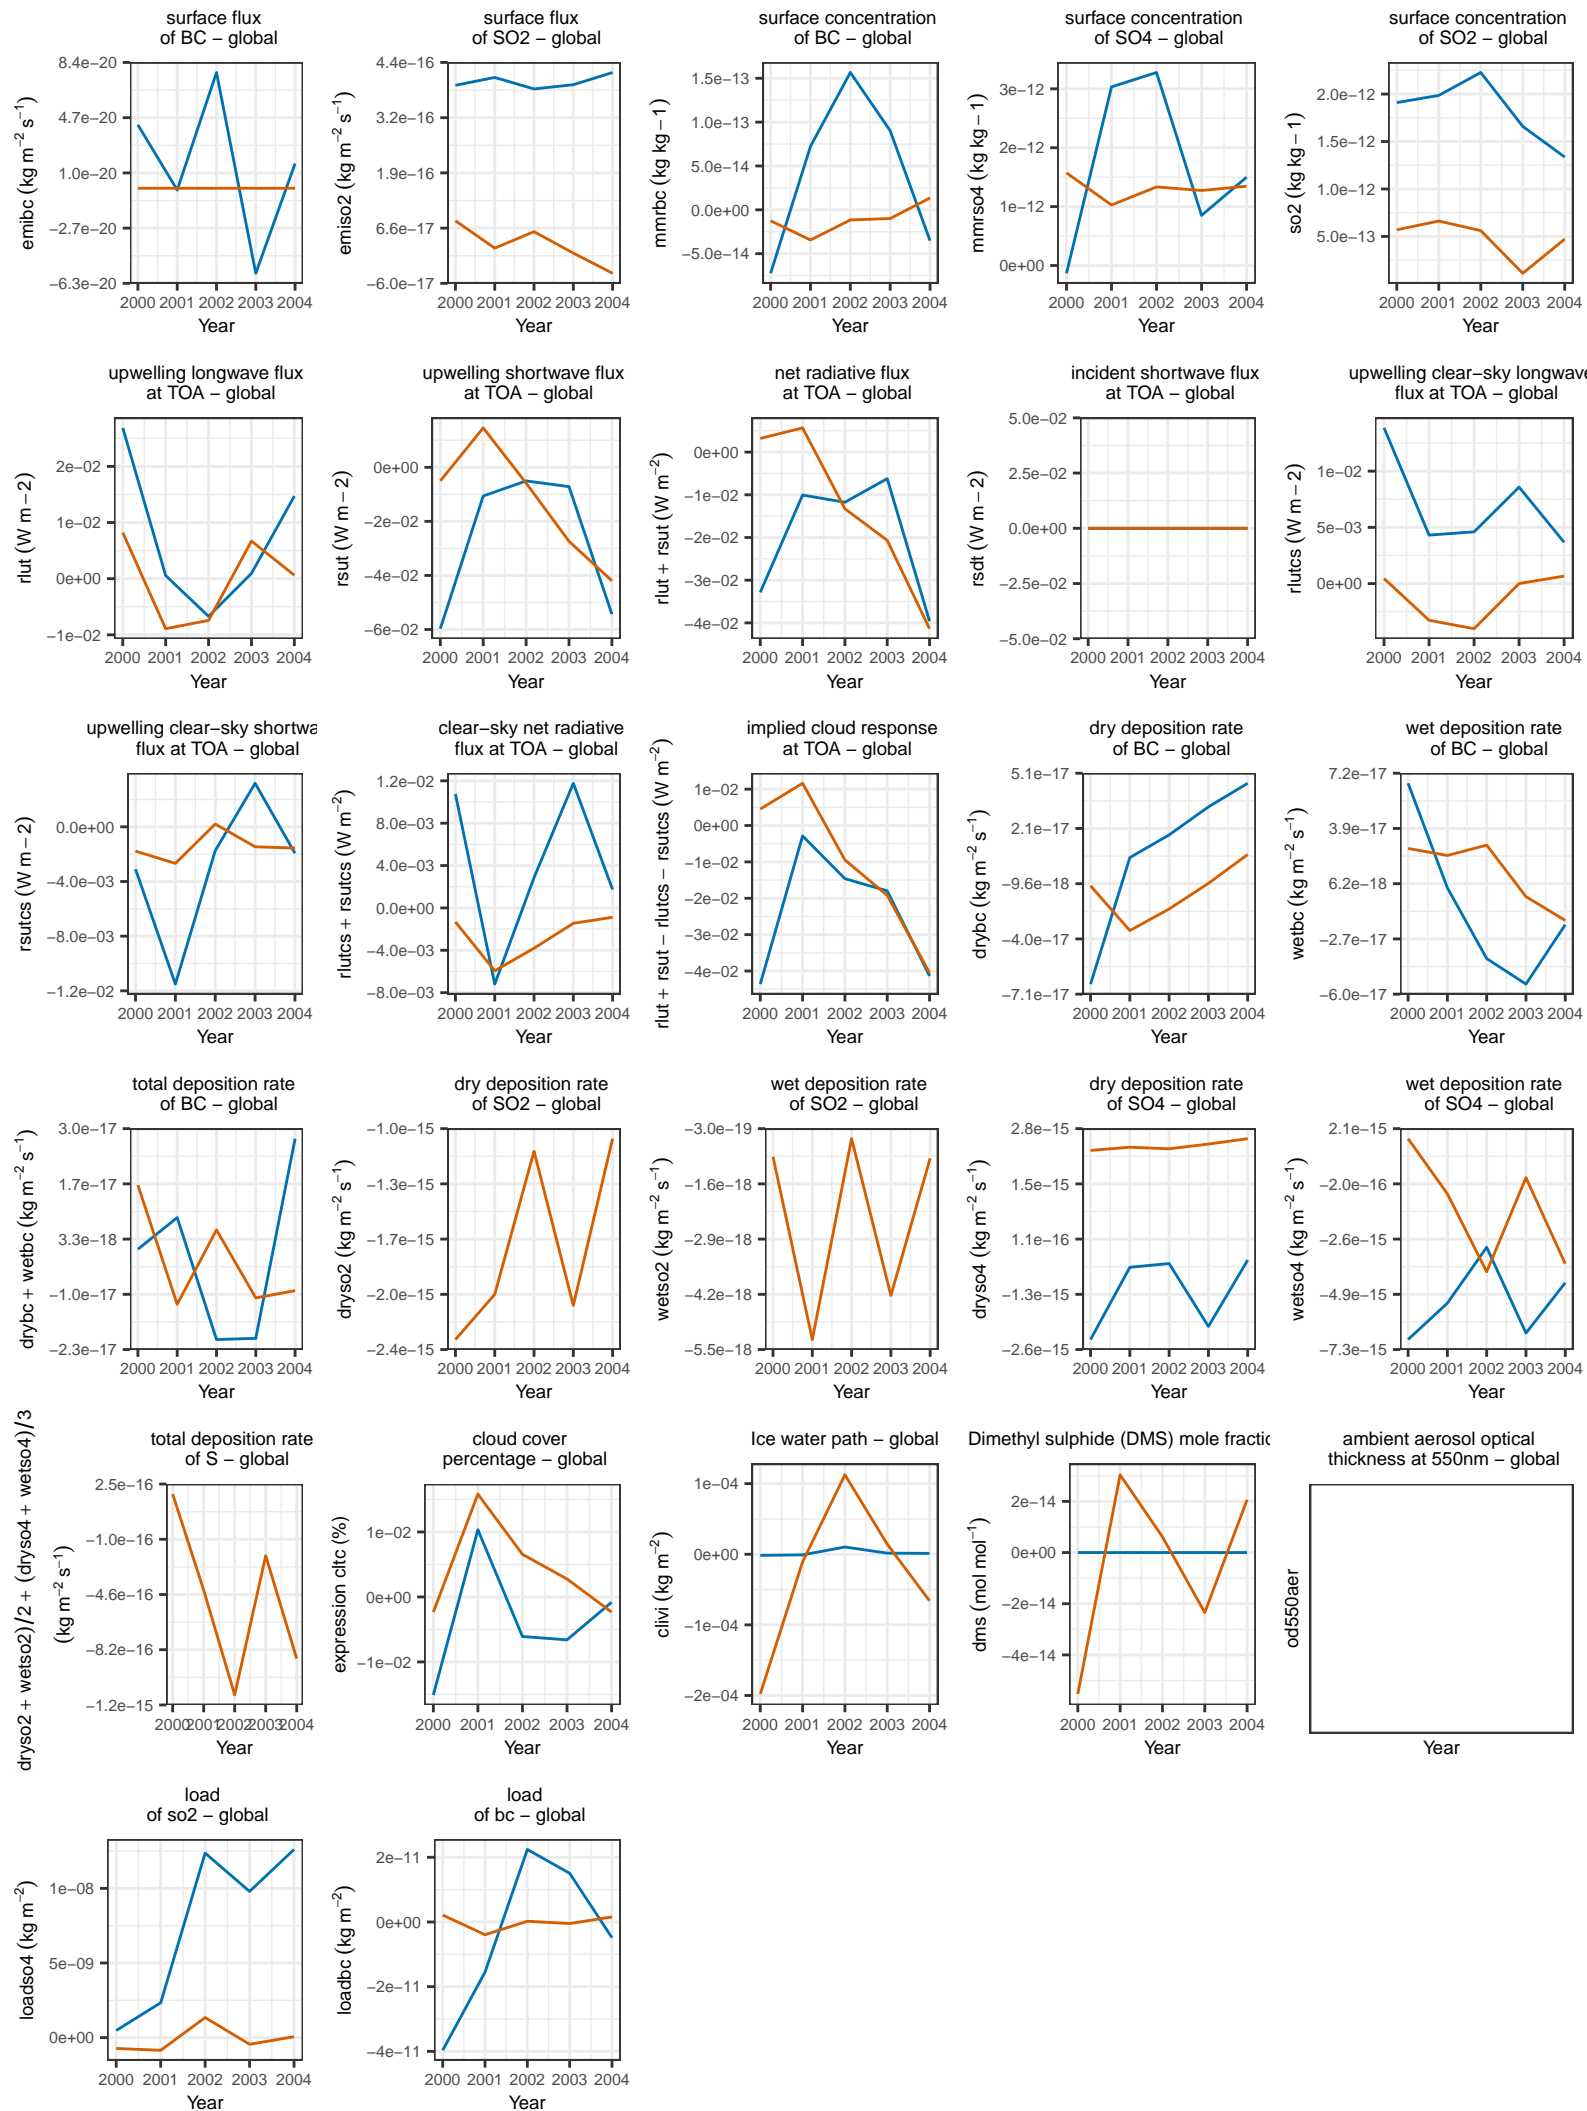 surface flux
of BC − global
8.4e−20
4.7e−20
1.0e−20
−2.7e−20
−6.3e−20
emibc (kg m−2 s−1)
2000 2001 2002 2003 2004
Year
surface flux
of SO2 − global
4.4e−16
3.2e−16
1.9e−16
6.6e−17
−6.0e−17
emiso2 (kg m−2 s−1)
2000 2001 2002 2003 2004
Year
surface concentration
of BC − global
1.5e−13
1.0e−13
5.0e−14
0.0e+00
−5.0e−14
mmrbc (kg kg − 1)
2000 2001 2002 2003 2004
Year
surface concentration
of SO4 − global
3e−12
2e−12
1e−12
0e+00
mmrso4 (kg kg − 1)
2000 2001 2002 2003 2004
Year
surface concentration
of SO2 − global
2.0e−12
1.5e−12
1.0e−12
5.0e−13
so2 (kg kg − 1)
2000 2001 2002 2003 2004
Year
upwelling longwave flux
at TOA − global
2e−02
1e−02
0e+00
−1e−02
rlut (W m − 2)
2000 2001 2002 2003 2004
Year
upwelling shortwave flux
at TOA − global
0e+00
−2e−02
−4e−02
−6e−02
rsut (W m − 2)
2000 2001 2002 2003 2004
Year
net radiative flux
at TOA − global
0e+00
−1e−02
−2e−02
−3e−02
−4e−02
rlut + rsut (W m−2)
2000 2001 2002 2003 2004
Year
incident shortwave flux
at TOA − global
5.0e−02
2.5e−02
0.0e+00
−2.5e−02
−5.0e−02
rsdt (W m − 2)
2000 2001 2002 2003 2004
Year
upwelling clear−sky longwave
flux at TOA − global
1e−02
5e−03
0e+00
rlutcs (W m − 2)
2000 2001 2002 2003 2004
Year
upwelling clear−sky shortwa
flux at TOA − global
0.0e+00
−4.0e−03
−8.0e−03
−1.2e−02
rsutcs (W m − 2)
2000 2001 2002 2003 2004
Year
clear−sky net radiative
flux at TOA − global
1.2e−02
8.0e−03
4.0e−03
0.0e+00
−4.0e−03
−8.0e−03
rlutcs + rsutcs (W m−2)
2000 2001 2002 2003 2004
Year
implied cloud response
at TOA − global
1e−02
0e+00
−1e−02
−2e−02
−3e−02
−4e−02
rlut + rsut − rlutcs − rsutcs (W m−2)
2000 2001 2002 2003 2004
Year
dry deposition rate
of BC − global
5.1e−17
2.1e−17
−9.6e−18
−4.0e−17
−7.1e−17
drybc (kg m−2 s−1)
2000 2001 2002 2003 2004
Year
wet deposition rate
of BC − global
7.2e−17
3.9e−17
6.2e−18
−2.7e−17
−6.0e−17
wetbc (kg m−2 s−1)
2000 2001 2002 2003 2004
Year
total deposition rate
of BC − global
3.0e−17
1.7e−17
3.3e−18
−1.0e−17
−2.3e−17
drybc + wetbc (kg m−2 s−1)
2000 2001 2002 2003 2004
Year
dry deposition rate
of SO2 − global
−1.0e−15
−1.3e−15
−1.7e−15
−2.0e−15
−2.4e−15
dryso2 (kg m−2 s−1)
2000 2001 2002 2003 2004
Year
wet deposition rate
of SO2 − global
−3.0e−19
−1.6e−18
−2.9e−18
−4.2e−18
−5.5e−18
wetso2 (kg m−2 s−1)
2000 2001 2002 2003 2004
Year
dry deposition rate
of SO4 − global
2.8e−15
1.5e−15
1.1e−16
−1.3e−15
−2.6e−15
dryso4 (kg m−2 s−1)
2000 2001 2002 2003 2004
Year
wet deposition rate
of SO4 − global
2.1e−15
−2.0e−16
−2.6e−15
−4.9e−15
−7.3e−15
wetso4 (kg m−2 s−1)
2000 2001 2002 2003 2004
Year
total deposition rate
of S − global
2.5e−16
−1.0e−16
−4.6e−16
−8.2e−16
−1.2e−15
dryso2 + wetso2)/2 + (dryso4 + wetso4)/3
(kg m−2 s−1)
2000 2001 2002 2003 2004
Year
cloud cover
percentage − global
1e−02
0e+00
−1e−02
expression cltc (%)
2000 2001 2002 2003 2004
Year
Ice water path − global
1e−04
0e+00
−1e−04
−2e−04
clivi (kg m−2)
2000 2001 2002 2003 2004
Year
Dimethyl sulphide (DMS) mole fractic
2e−14
0e+00
−2e−14
−4e−14
dms (mol mol−1)
2000 2001 2002 2003 2004
Year
ambient aerosol optical
thickness at 550nm − global
od550aer
Year
load
of so2 − global
1e−08
5e−09
0e+00
loadso4 (kg m−2)
2000 2001 2002 2003 2004
Year
load
of bc − global
2e−11
0e+00
−2e−11
−4e−11
loadbc (kg m−2)
2000 2001 2002 2003 2004
Year